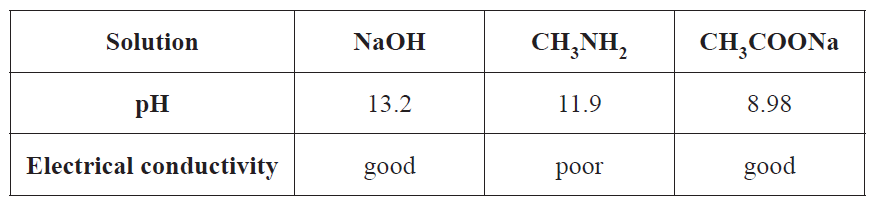 Solution NaOH CH₃NH₂ CH₃COONa
pH 13.2 11.9 8.98
Electrical conductivity good poor good